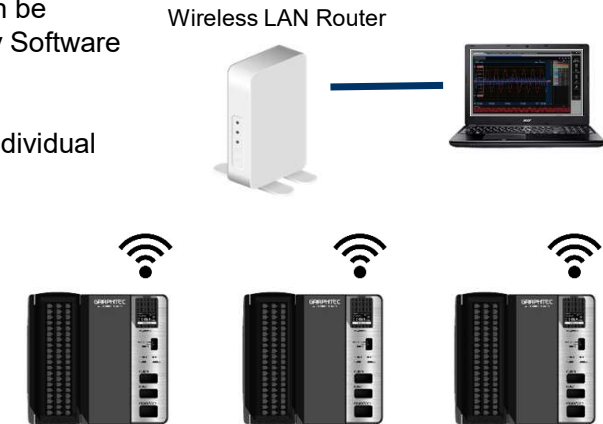 n be
Wireless LAN Router
y Software
dividual
GRAPHTEC
GRAPHTEC
GRAPHTEC